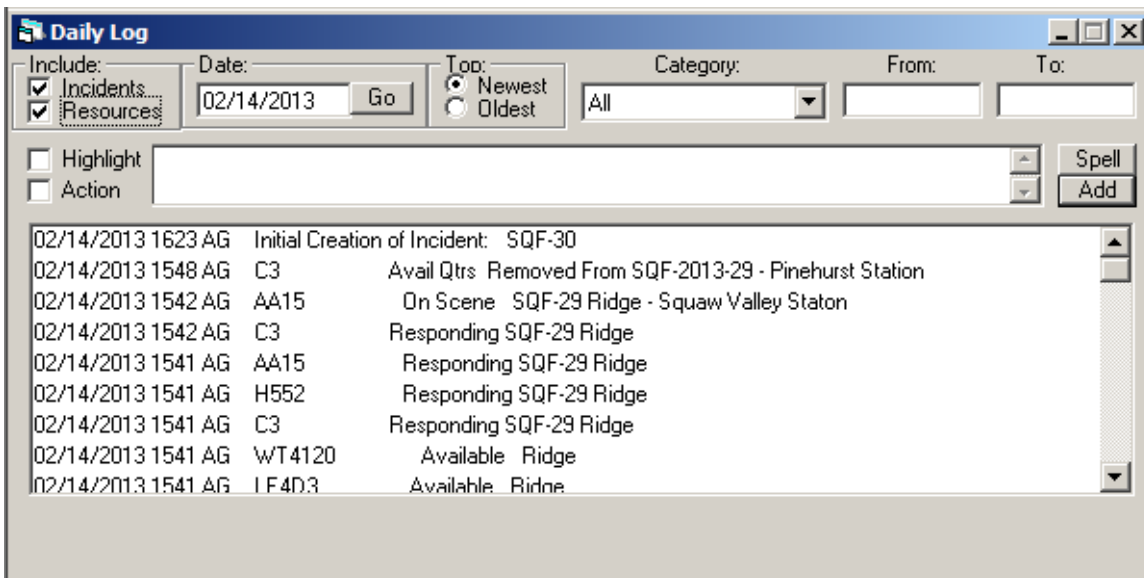 Daily Log
Include: Date: Top: Category: From: To:
Incidents Newest
Resources 02/14/2013 Go Oldest All
Highlight Spell
Action Add
02/14/2013 1623 AG Initial Creation of Incident: SQF-30
02/14/2013 1548 AG C3 Avail Qtrs Removed From SQF-2013-29 - Pinehurst Station
02/14/2013 1542 AG AA15 On Scene SQF-29 Ridge - Squaw Valley Staton
02/14/2013 1542 AG C3 Responding SQF-29 Ridge
02/14/2013 1541 AG AA15 Responding SQF-29 Ridge
02/14/2013 1541 AG H552 Responding SQF-29 Ridge
02/14/2013 1541 AG C3 Responding SQF-29 Ridge
02/14/2013 1541 AG WT4120 Available Ridge
02/14/2013 1541 AG Available Ridge